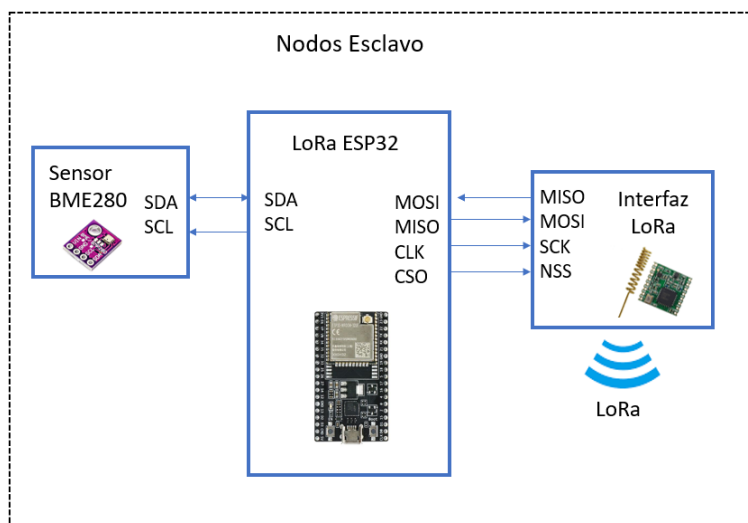 Nodos Esclavo
Sensor
BME280
SDA
SCL
LoRa ESP32
SDA
SCL
MOSI
MISO
CLK
CSO
MISO
MOSI
SCK
NSS
Interfaz
LoRa
LoRa